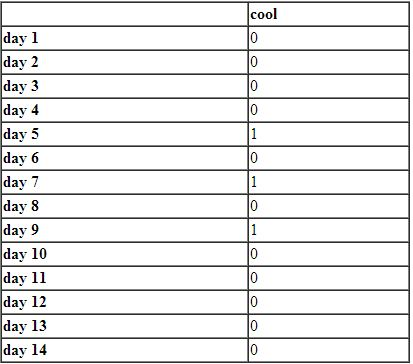 cool
day 1 0
day 2 0
day 3 0
day 4 0
day 5 1
day 6 0
day 7 1
day 8 0
day 9 1
day 10 0
day 11 0
day 12 0
day 13 0
day 14 0